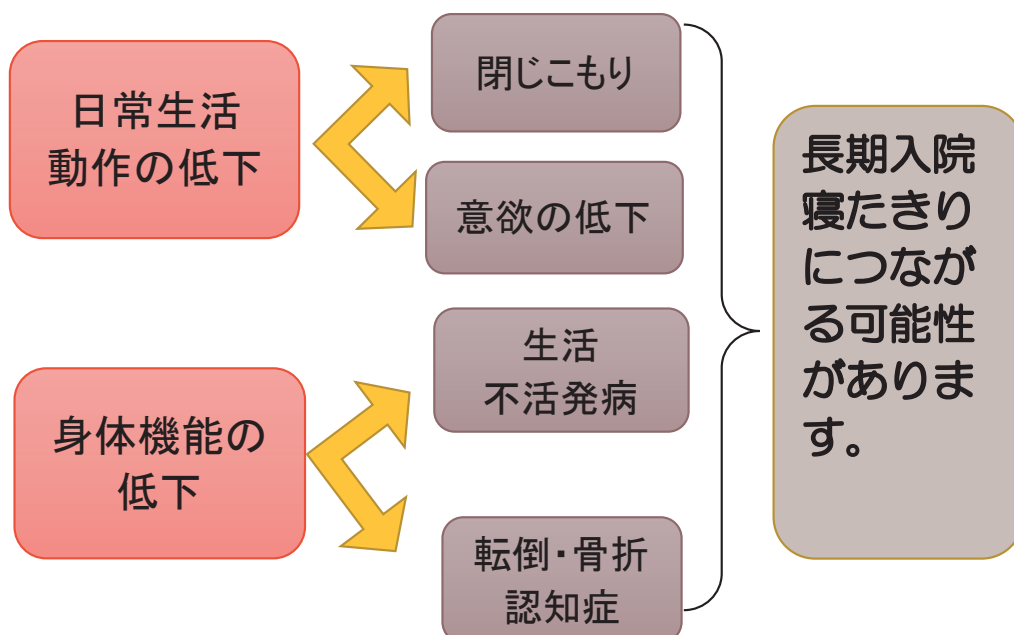 日常生活
動作の低下
閉じこもり
意欲の低下
身体機能の
低下
生活
不活発病
転倒・骨折
認知症
長期入院
寝たきり
につなが
る可能性
がありま
す。